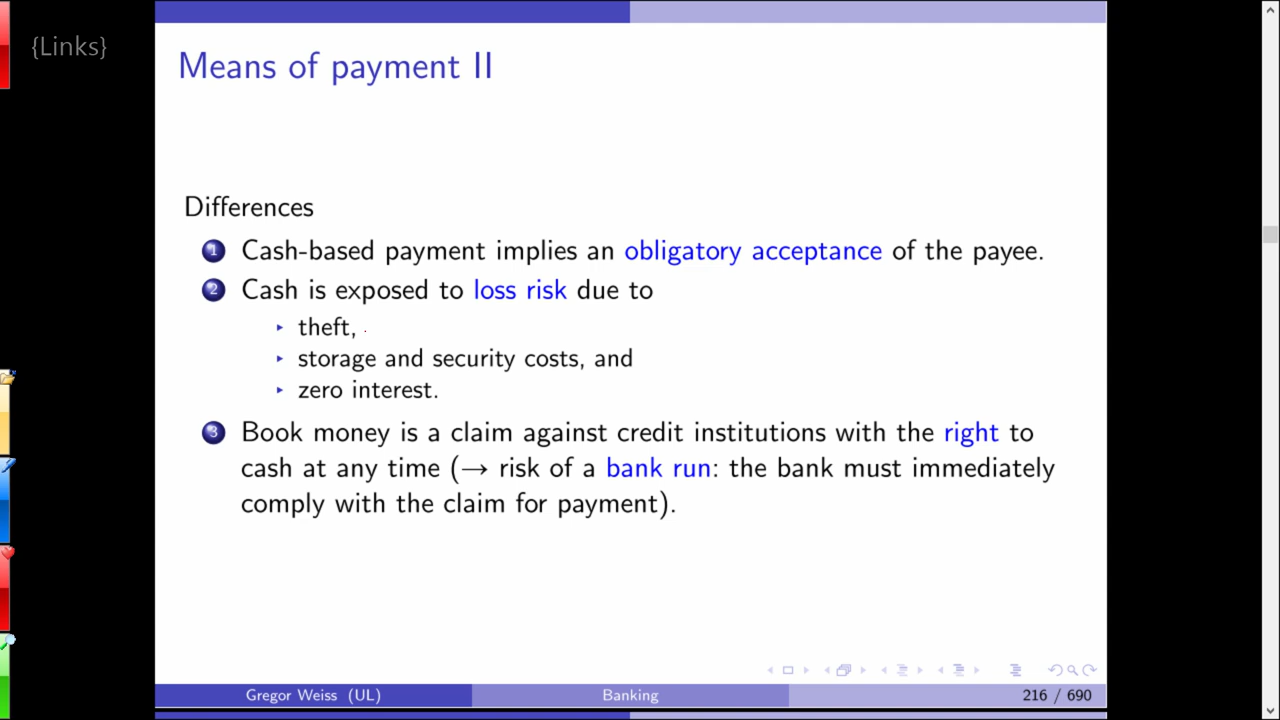 {Links}
Means of payment II
Differences
1 Cash-based payment implies an obligatory acceptance of the payee.
2 Cash is exposed to loss risk due to
‣ theft,
‣ storage and security costs, and
‣ zero interest.
3 Book money is a claim against credit institutions with the right to
cash at any time (→ risk of a bank run: the bank must immediately
comply with the claim for payment).
Gregor Weiss (UL) Banking 216 / 690